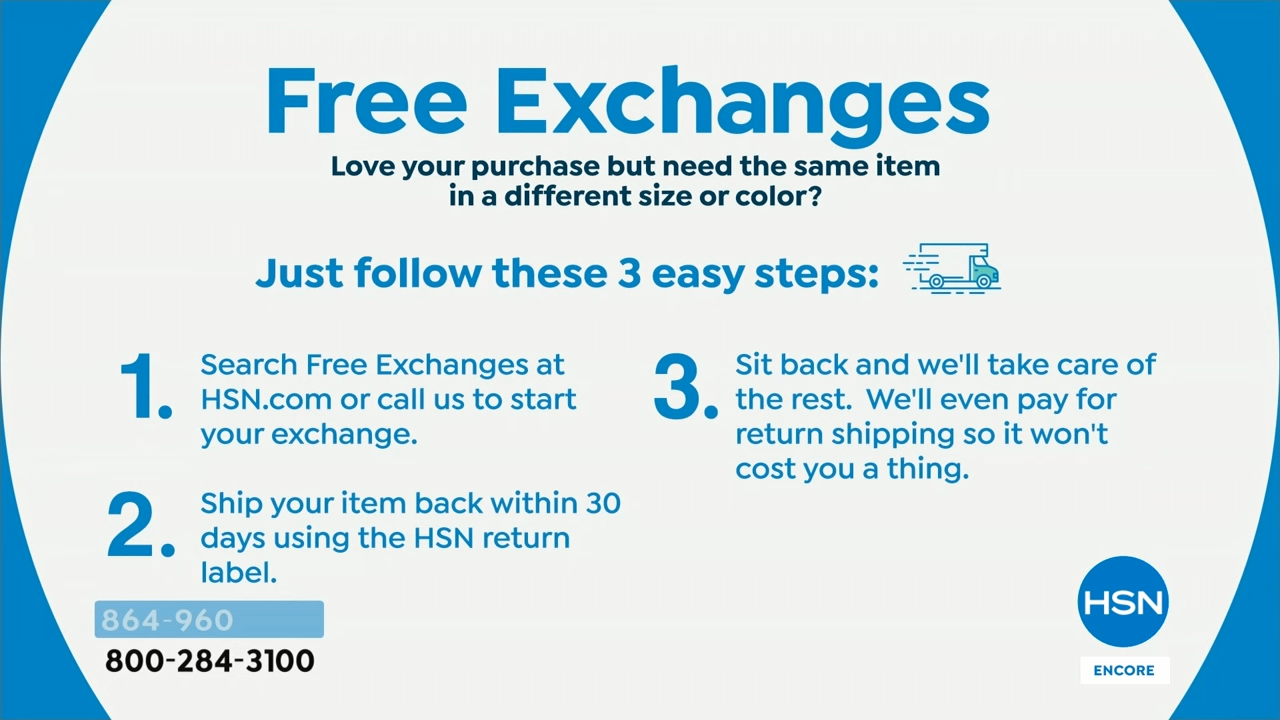 Free Exchanges
Love your purchase but need the same item
in a different size or color?
Just follow these 3 easy steps:
1. Search Free Exchanges at
HSN.com or call us to start
your exchange.
2. Ship your item back within 30
days using the HSN return
label.
3. Sit back and we'll take care of
the rest.  We'll even pay for
return shipping so it won't
cost you a thing.
864-960
800-284-3100
HSN
ENCORE